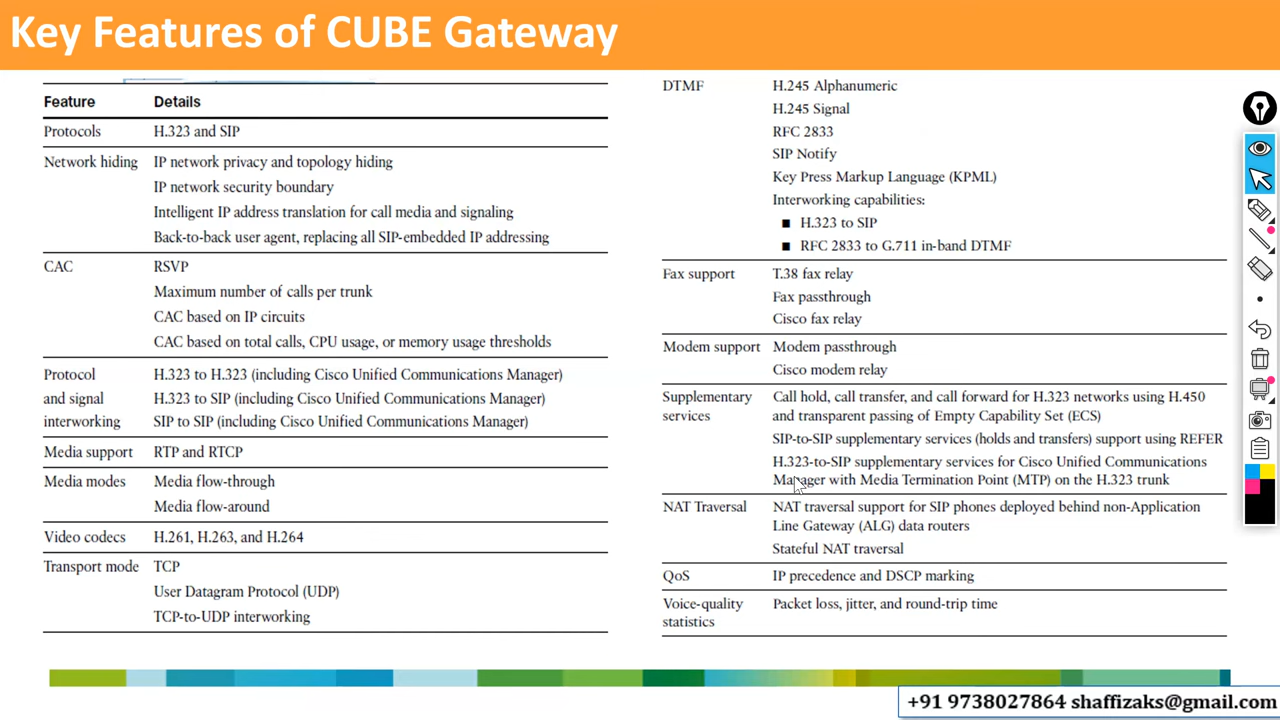 Key Features of CUBE Gateway
Feature Details
Protocols H.323 and SIP
Network hiding IP network privacy and topology hiding
IP network security boundary
Intelligent IP address translation for call media and signaling
Back-to-back user agent, replacing all SIP-embedded IP addressing
CAC RSVP
Maximum number of calls per trunk
CAC based on IP circuits
CAC based on total calls, CPU usage, or memory usage thresholds
Protocol H.323 to H.323 (including Cisco Unified Communications Manager)
and signal H.323 to SIP (including Cisco Unified Communications Manager)
interworking SIP to SIP (including Cisco Unified Communications Manager)
Media support RTP and RTCP
Media modes Media flow-through
Media flow-around
Video codecs H.261, H.263, and H.264
Transport mode TCP
User Datagram Protocol (UDP)
TCP-to-UDP interworking
DTMF H.245 Alphanumeric
H.245 Signal
RFC 2833
SIP Notify
Key Press Markup Language (KPML)
Interworking capabilities:
■ H.323 to SIP
■ RFC 2833 to G.711 in-band DTMF
Fax support T.38 fax relay
Fax passthrough
Cisco fax relay
Modem support Modem passthrough
Cisco modem relay
Supplementary Call hold, call transfer, and call forward for H.323 networks using H.450
services and transparent passing of Empty Capability Set (ECS)
SIP-to-SIP supplementary services (holds and transfers) support using REFER
H.323-to-SIP supplementary services for Cisco Unified Communications
Manager with Media Termination Point (MTP) on the H.323 trunk
NAT Traversal NAT traversal support for SIP phones deployed behind non-Application
Line Gateway (ALG) data routers
Stateful NAT traversal
QoS IP precedence and DSCP marking
Voice-quality Packet loss, jitter, and round-trip time
statistics
+91 9738027864 shaffizaks@gmail.com